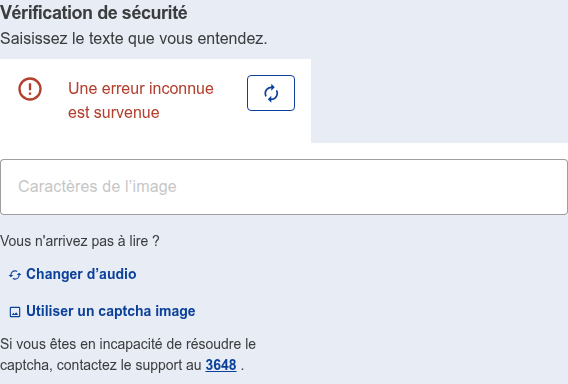 Vérification de sécurité
Saisissez le texte que vous entendez.
Une erreur inconnue
est survenue
Caractères de l'image
Vous n'arrivez pas à lire ?
Changer d’audio
Utiliser un captcha image
Si vous êtes en incapacité de résoudre le
captcha, contactez le support au 3648 .